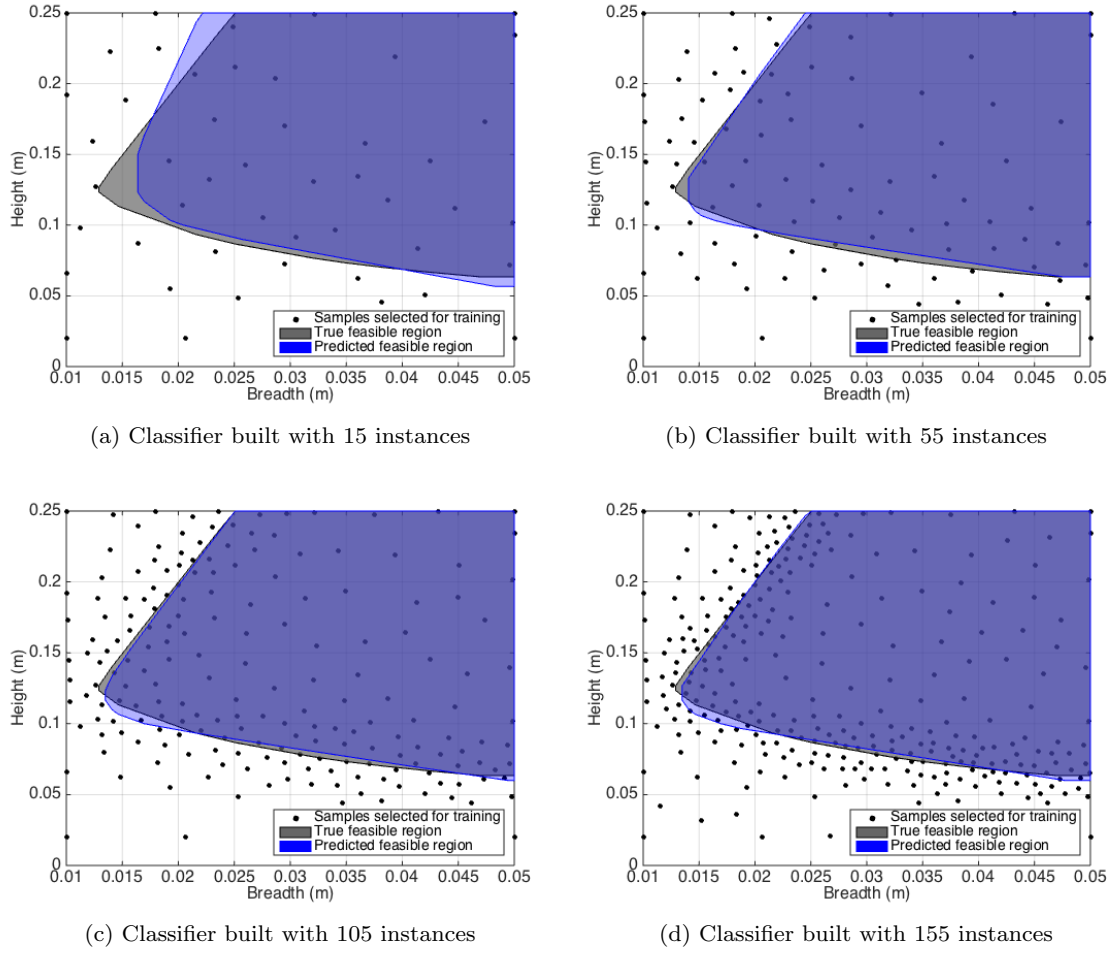 0.25
0.2
0.15
0.1
0.05
0
Height (m)
0.01 0.015 0.02 0.025 0.03 0.035 0.04 0.045 0.05
Breadth (m)
Samples selected for training
True feasible region
Predicted feasible region
(a) Classifier built with 15 instances
0.25
0.2
0.15
0.1
0.05
0
Height (m)
0.01 0.015 0.02 0.025 0.03 0.035 0.04 0.045 0.05
Breadth (m)
Samples selected for training
True feasible region
Predicted feasible region
(b) Classifier built with 55 instances
0.25
0.2
0.15
0.1
0.05
0
Height (m)
0.01 0.015 0.02 0.025 0.03 0.035 0.04 0.045 0.05
Breadth (m)
Samples selected for training
True feasible region
Predicted feasible region
(c) Classifier built with 105 instances
0.25
0.2
0.15
0.1
0.05
0
Height (m)
0.01 0.015 0.02 0.025 0.03 0.035 0.04 0.045 0.05
Breadth (m)
Samples selected for training
True feasible region
Predicted feasible region
(d) Classifier built with 155 instances